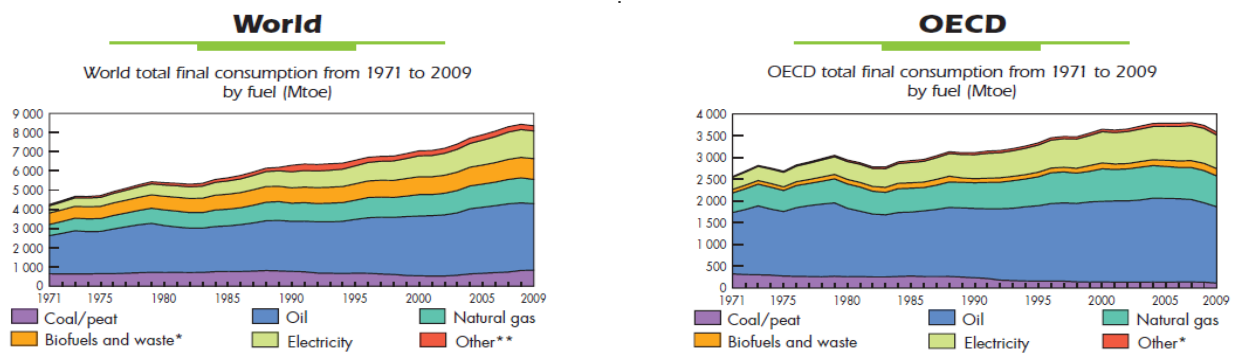 World
World total final consumption from 1971 to 2009
by fuel (Mtoe)
9 000
8 000
7 000
6 000
5 000
4 000
3 000
2 000
1 000
0
1971 1975 1980 1985 1990 1995 2000 2005 2009
Coal/peat Oil Natural gas
Biofuels and waste* Electricity Other**
OECD
OECD total final consumption from 1971 to 2009
by fuel (Mtoe)
4 000
3 500
3 000
2 500
2 000
1 500
1 000
500
0
1971 1975 1980 1985 1990 1995 2000 2005 2009
Coal/peat Oil Natural gas
Biofuels and waste Electricity Other*